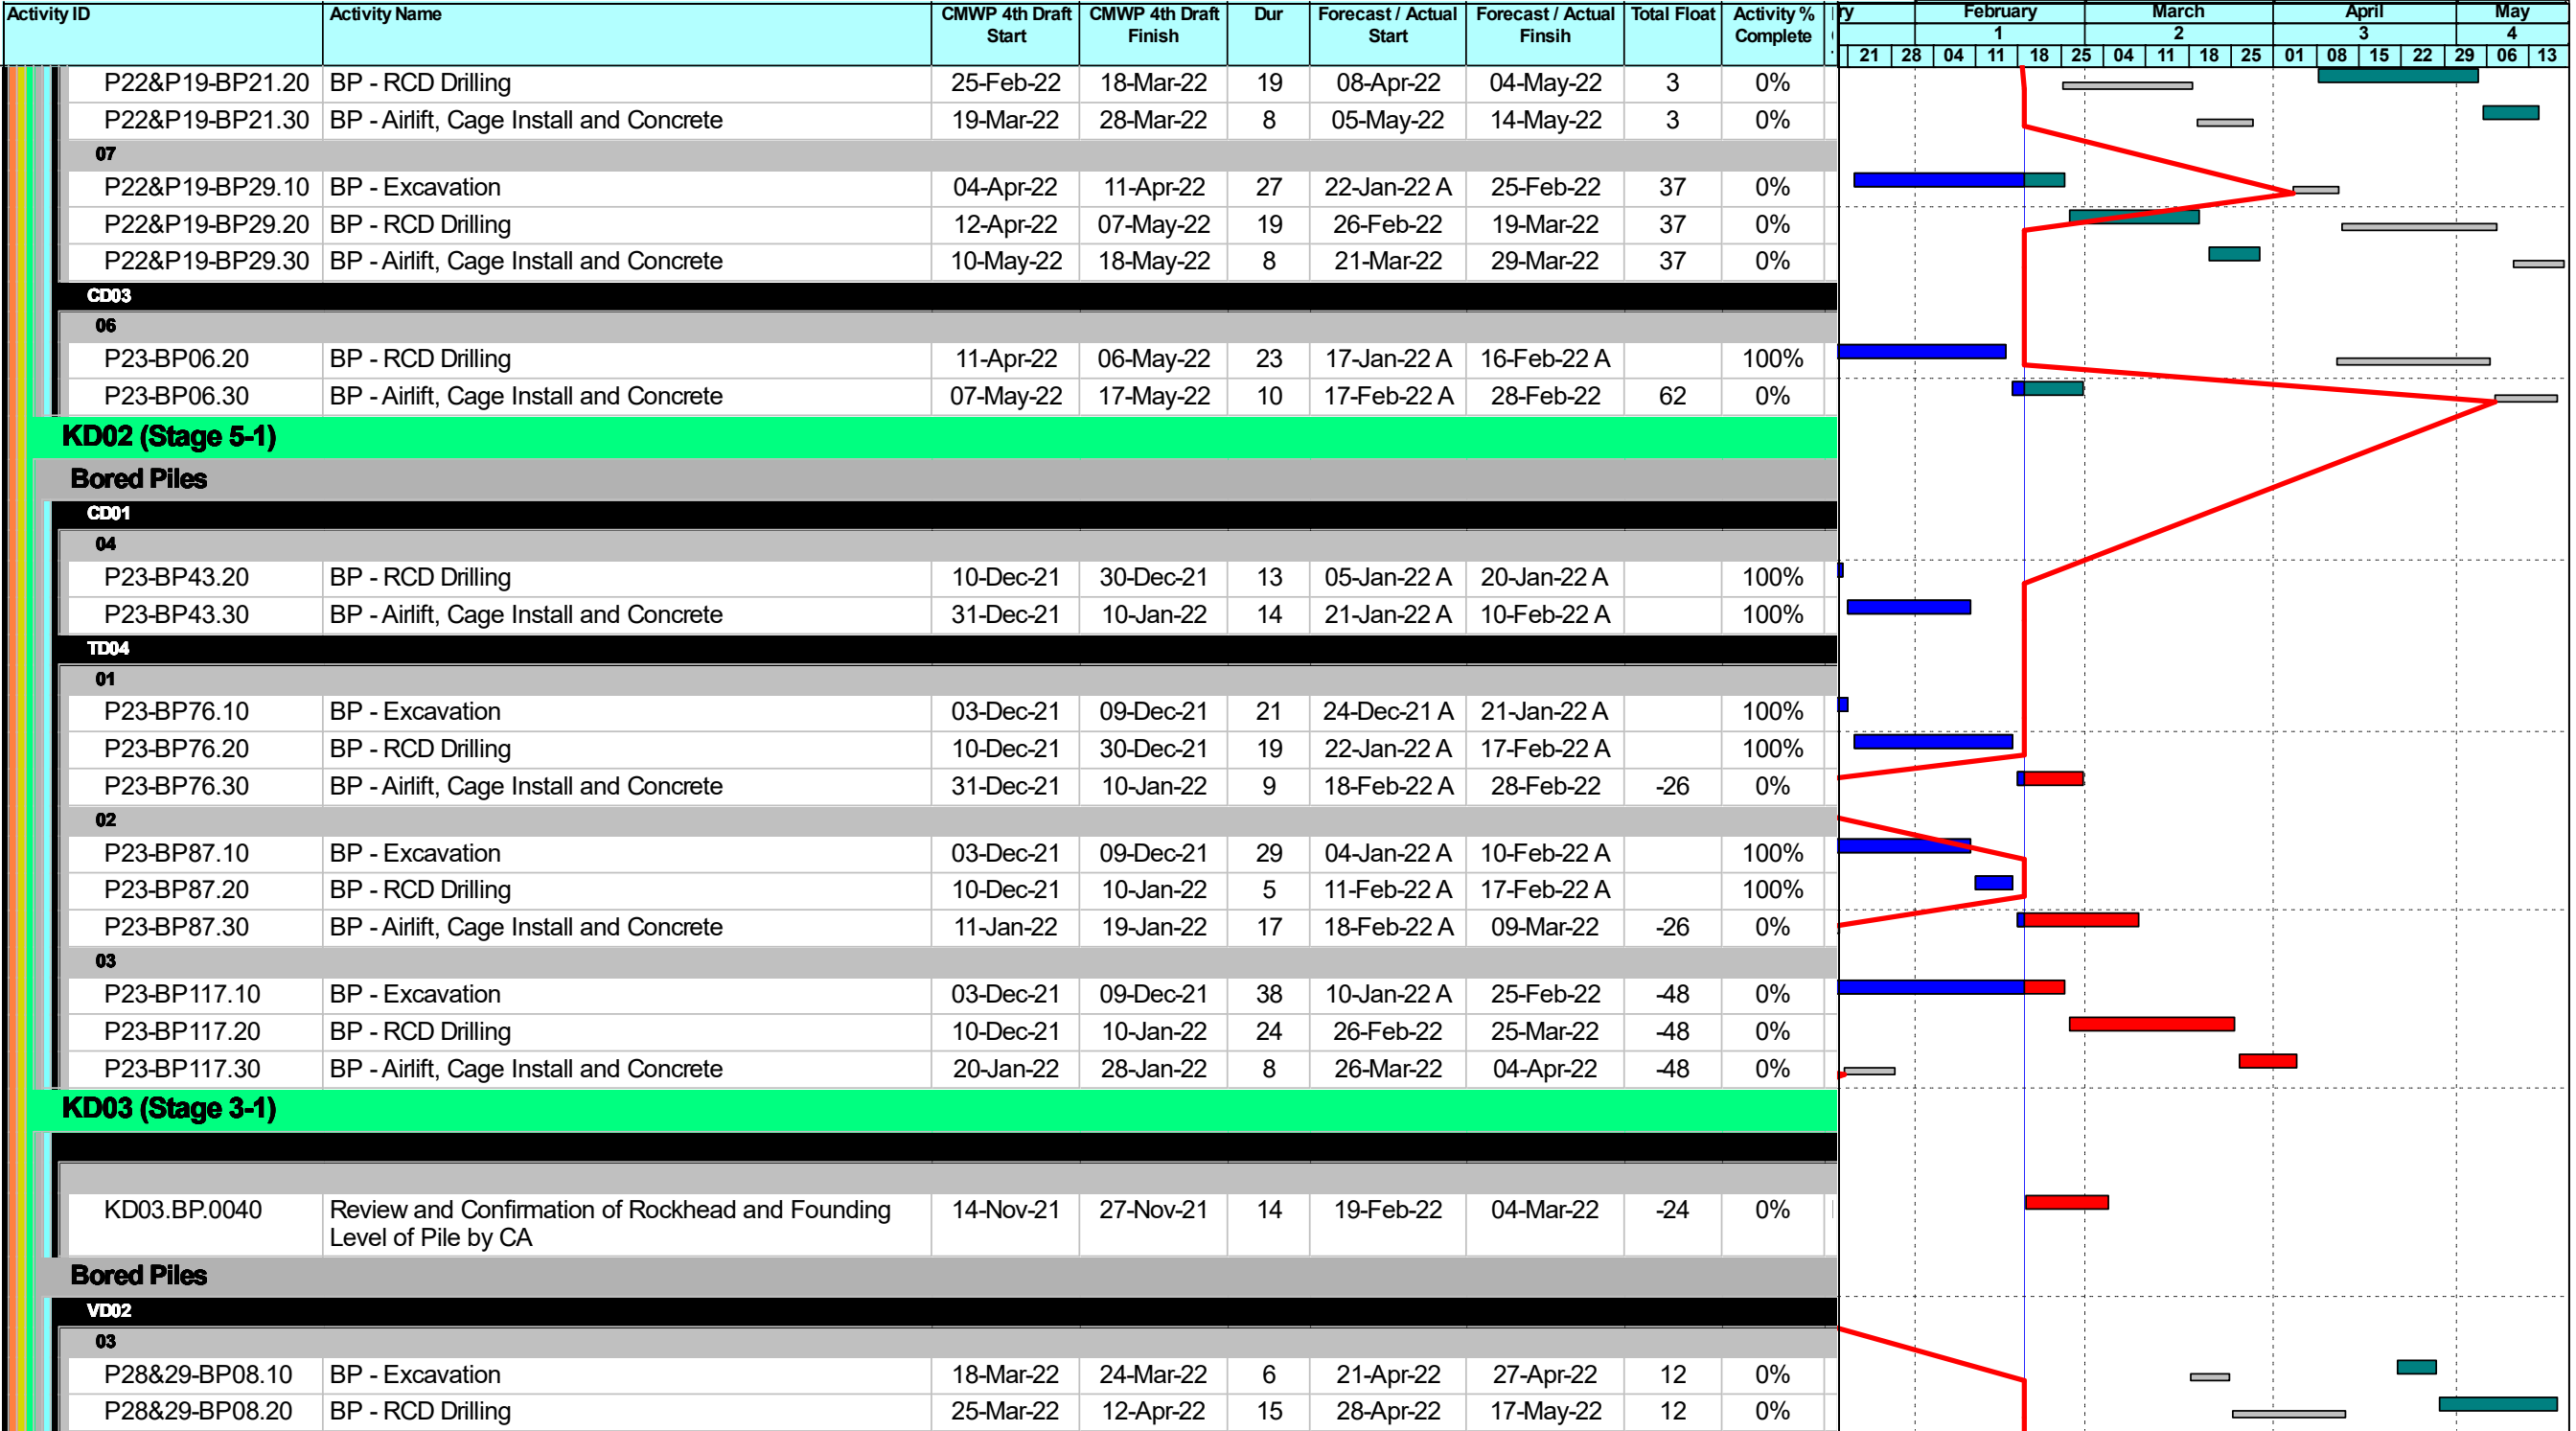 Activity ID Activity Name CMWP 4th Draft Start CMWP 4th Draft Finish Dur Forecast / Actual Start Forecast / Actual Finsih Total Float Activity % Complete ry February March April May
1 2 3 4
21 28 04 11 18 25 04 11 18 25 01 08 15 22 29 06 13
P22&P19-BP21.20 BP - RCD Drilling 25-Feb-22 18-Mar-22 19 08-Apr-22 04-May-22 3 0%
P22&P19-BP21.30 BP - Airlift, Cage Install and Concrete 19-Mar-22 28-Mar-22 8 05-May-22 14-May-22 3 0%
07
P22&P19-BP29.10 BP - Excavation 04-Apr-22 11-Apr-22 27 22-Jan-22 A 25-Feb-22 37 0%
P22&P19-BP29.20 BP - RCD Drilling 12-Apr-22 07-May-22 19 26-Feb-22 19-Mar-22 37 0%
P22&P19-BP29.30 BP - Airlift, Cage Install and Concrete 10-May-22 18-May-22 8 21-Mar-22 29-Mar-22 37 0%
CD03
06
P23-BP06.20 BP - RCD Drilling 11-Apr-22 06-May-22 23 17-Jan-22 A 16-Feb-22 A 100%
P23-BP06.30 BP - Airlift, Cage Install and Concrete 07-May-22 17-May-22 10 17-Feb-22 A 28-Feb-22 62 0%
KD02 (Stage 5-1)
Bored Piles
CD01
04
P23-BP43.20 BP - RCD Drilling 10-Dec-21 30-Dec-21 13 05-Jan-22 A 20-Jan-22 A 100%
P23-BP43.30 BP - Airlift, Cage Install and Concrete 31-Dec-21 10-Jan-22 14 21-Jan-22 A 10-Feb-22 A 100%
TD04
01
P23-BP76.10 BP - Excavation 03-Dec-21 09-Dec-21 21 24-Dec-21 A 21-Jan-22 A 100%
P23-BP76.20 BP - RCD Drilling 10-Dec-21 30-Dec-21 19 22-Jan-22 A 17-Feb-22 A 100%
P23-BP76.30 BP - Airlift, Cage Install and Concrete 31-Dec-21 10-Jan-22 9 18-Feb-22 A 28-Feb-22 -26 0%
02
P23-BP87.10 BP - Excavation 03-Dec-21 09-Dec-21 29 04-Jan-22 A 10-Feb-22 A 100%
P23-BP87.20 BP - RCD Drilling 10-Dec-21 10-Jan-22 5 11-Feb-22 A 17-Feb-22 A 100%
P23-BP87.30 BP - Airlift, Cage Install and Concrete 11-Jan-22 19-Jan-22 17 18-Feb-22 A 09-Mar-22 -26 0%
03
P23-BP117.10 BP - Excavation 03-Dec-21 09-Dec-21 38 10-Jan-22 A 25-Feb-22 -48 0%
P23-BP117.20 BP - RCD Drilling 10-Dec-21 10-Jan-22 24 26-Feb-22 25-Mar-22 -48 0%
P23-BP117.30 BP - Airlift, Cage Install and Concrete 20-Jan-22 28-Jan-22 8 26-Mar-22 04-Apr-22 -48 0%
KD03 (Stage 3-1)
KD03.BP.0040 Review and Confirmation of Rockhead and Founding 14-Nov-21 27-Nov-21 14 19-Feb-22 04-Mar-22 -24 0%
Level of Pile by CA
Bored Piles
VD02
03
P28&29-BP08.10 BP - Excavation 18-Mar-22 24-Mar-22 6 21-Apr-22 27-Apr-22 12 0%
P28&29-BP08.20 BP - RCD Drilling 25-Mar-22 12-Apr-22 15 28-Apr-22 17-May-22 12 0%